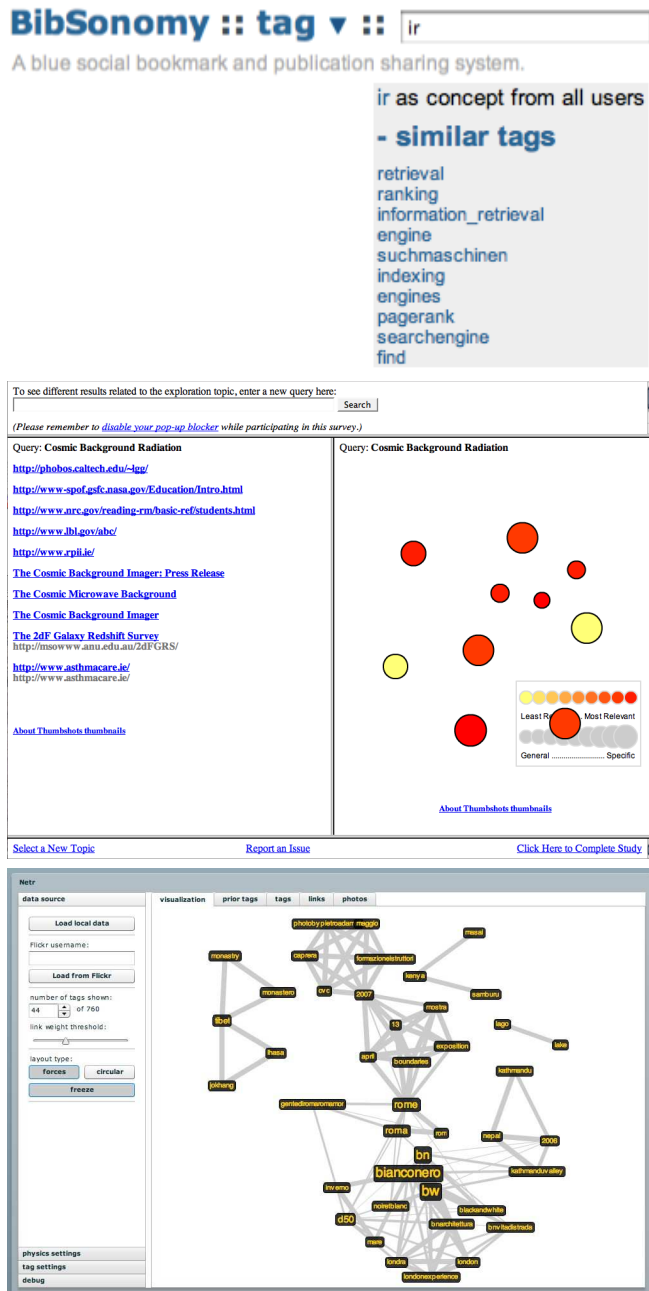 BibSonomy :: tag ▼ :: ir
A blue social bookmark and publication sharing system.
ir as concept from all users
- similar tags
retrieval
ranking
information_retrieval
engine
suchmaschinen
indexing
engines
pagerank
searchengine
find
To see different results related to the exploration topic, enter a new query here:
Search
(Please remember to disable your pop-up blocker while participating in this survey.)
Query: Cosmic Background Radiation
http://phobos.caltech.edu/~lgg/
http://www-spof.gsfc.nasa.gov/Education/Intro.html
http://www.nrc.gov/reading-rm/basic-ref/students.html
http://www.lbl.gov/abc/
http://www.rpii.ie/
The Cosmic Background Imager: Press Release
The Cosmic Microwave Background
The Cosmic Background Imager
The 2dF Galaxy Redshift Survey
http://msowww.anu.edu.au/2dFGRS/
http://www.asthmacare.ie/
http://www.asthmacare.ie/
About Thumbshots thumbnails
Query: Cosmic Background Radiation
Least R Most Relevant
General ........................ Specific
About Thumbshots thumbnails
Select a New Topic
Report an Issue
Click Here to Complete Study
Netr
data source
Load local data
Flickr username:
Load from Flickr
number of tags shown:
44 of 760
link weight threshold:
layout type:
forces circular
freeze
physics settings
tag settings
debug
visualization prior tags tags links photos
photobypietroadam maggio
masai
monastry
caprera
formazioneistruttori
kenya
monastero
cvc
2007
samburu
mostra
tibet
13
lago
exposition
lake
lhasa
april
boundaries
kathmandu
jokhang
gentediromaromamor
rome
roma
rom
nepal
2006
bn
bianconero
kathmanduvalley
inverno
bw
noiretblanc
blackandwhite
d50
bnarchitettura
bnvitadistrada
mare
londra
london
londonexperience